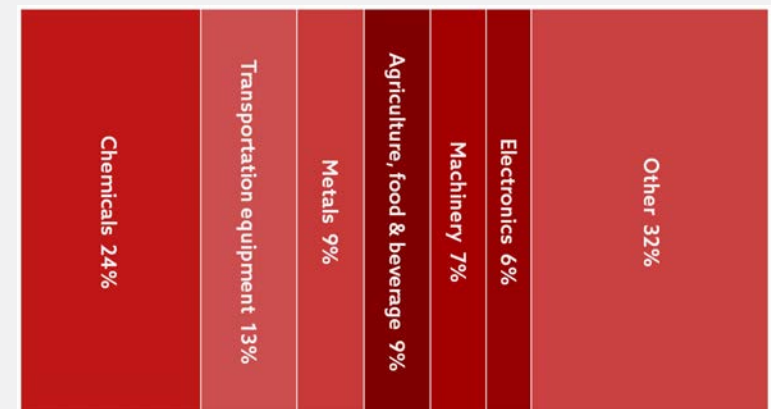 Chemicals 24%
Transportation equipment 13%
Metals 9%
Agriculture, food & beverage 9%
Machinery 7%
Electronics 6%
Other 32%